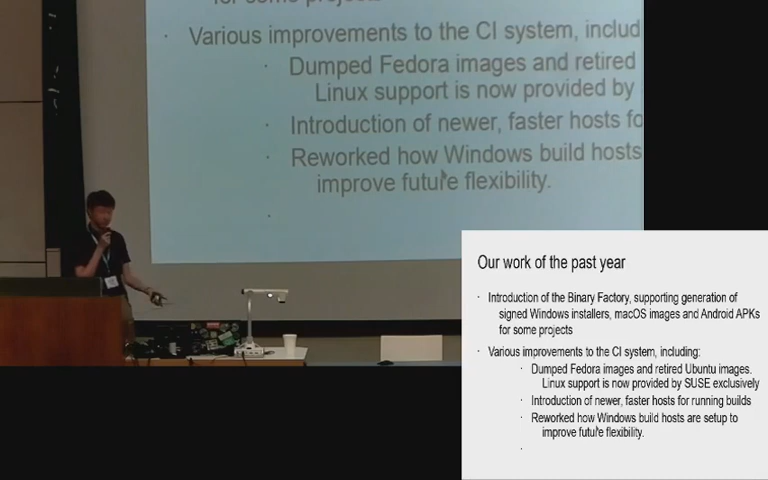 for some projects
· Various improvements to the CI system, includ
· Dumped Fedora images and retired
Linux support is now provided by
· Introduction of newer, faster hosts fo
· Reworked how Windows build hosts
improve future flexibility.
·
Our work of the past year
· Introduction of the Binary Factory, supporting generation of
signed Windows installers, macOS images and Android APKs
for some projects
· Various improvements to the CI system, including:
· Dumped Fedora images and retired Ubuntu images.
Linux support is now provided by SUSE exclusively
· Introduction of newer, faster hosts for running builds
· Reworked how Windows build hosts are setup to
improve future flexibility.
·